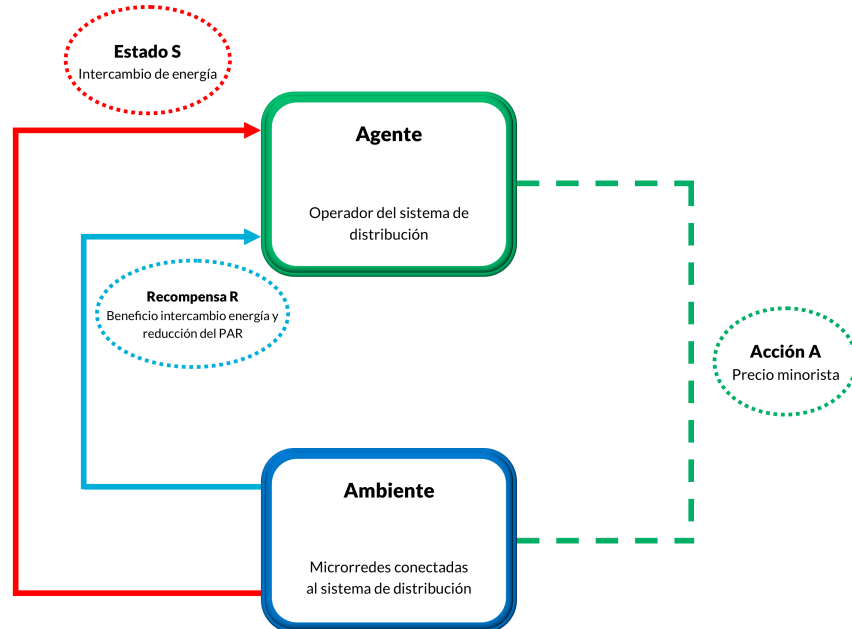 Estado S
Intercambio de energía
Agente
Operador del sistema de
distribución
Recompensa R
Beneficio intercambio energía y
reducción del PAR
Acción A
Precio minorista
Ambiente
Microrredes conectadas
al sistema de distribución